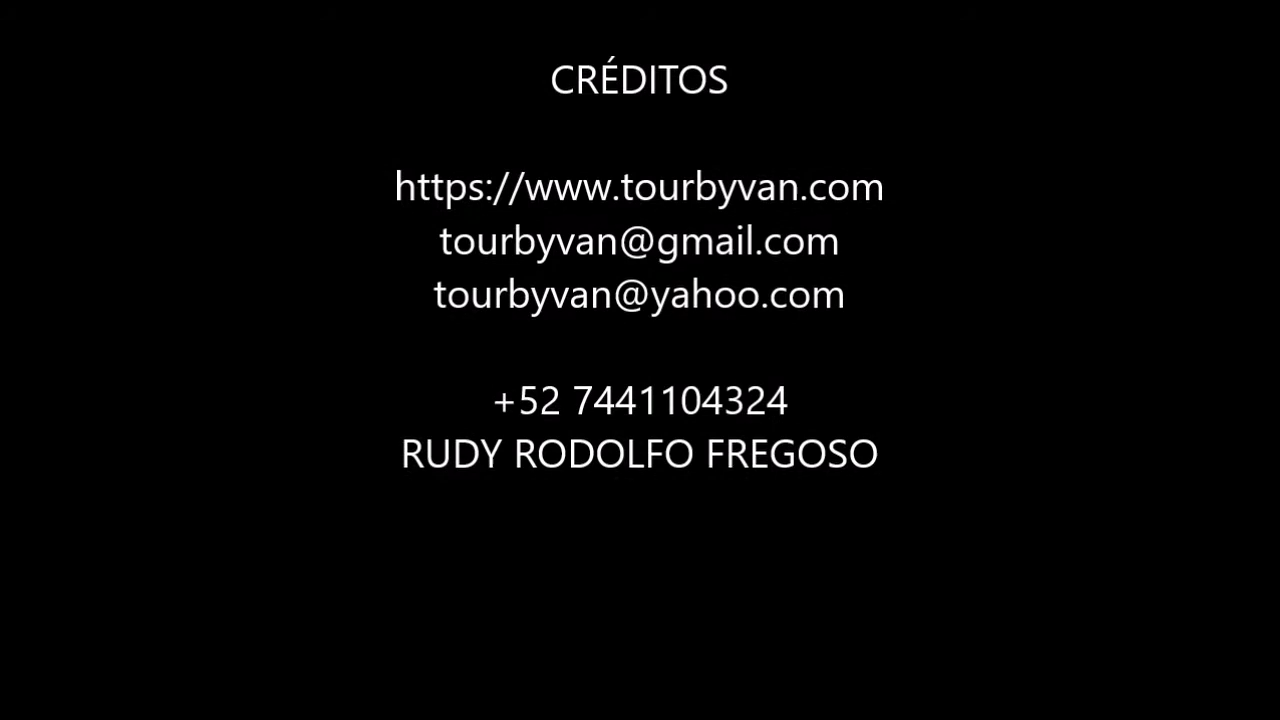 CRÉDITOS
https://www.tourbyvan.com
tourbyvan@gmail.com
tourbyvan@yahoo.com
+52 7441104324
RUDY RODOLFO FREGOSO